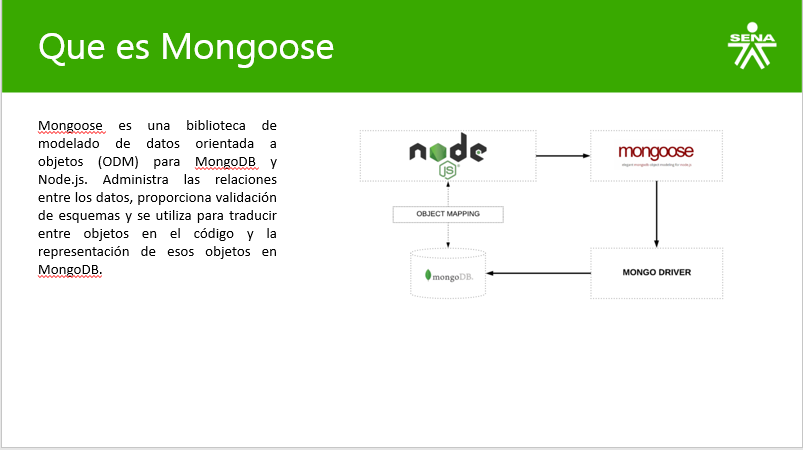 Que es Mongoose
SENA
Mongoose es una biblioteca de
modelado de datos orientada a
objetos (ODM) para MongoDB y
Node.js. Administra las relaciones
entre los datos, proporciona validación
de esquemas y se utiliza para traducir
entre objetos en el código y la
representación de esos objetos en
MongoDB.
node
JS
mongoose
elegant mongodb object modeling for node.js
OBJECT MAPPING
mongoDB.
MONGO DRIVER